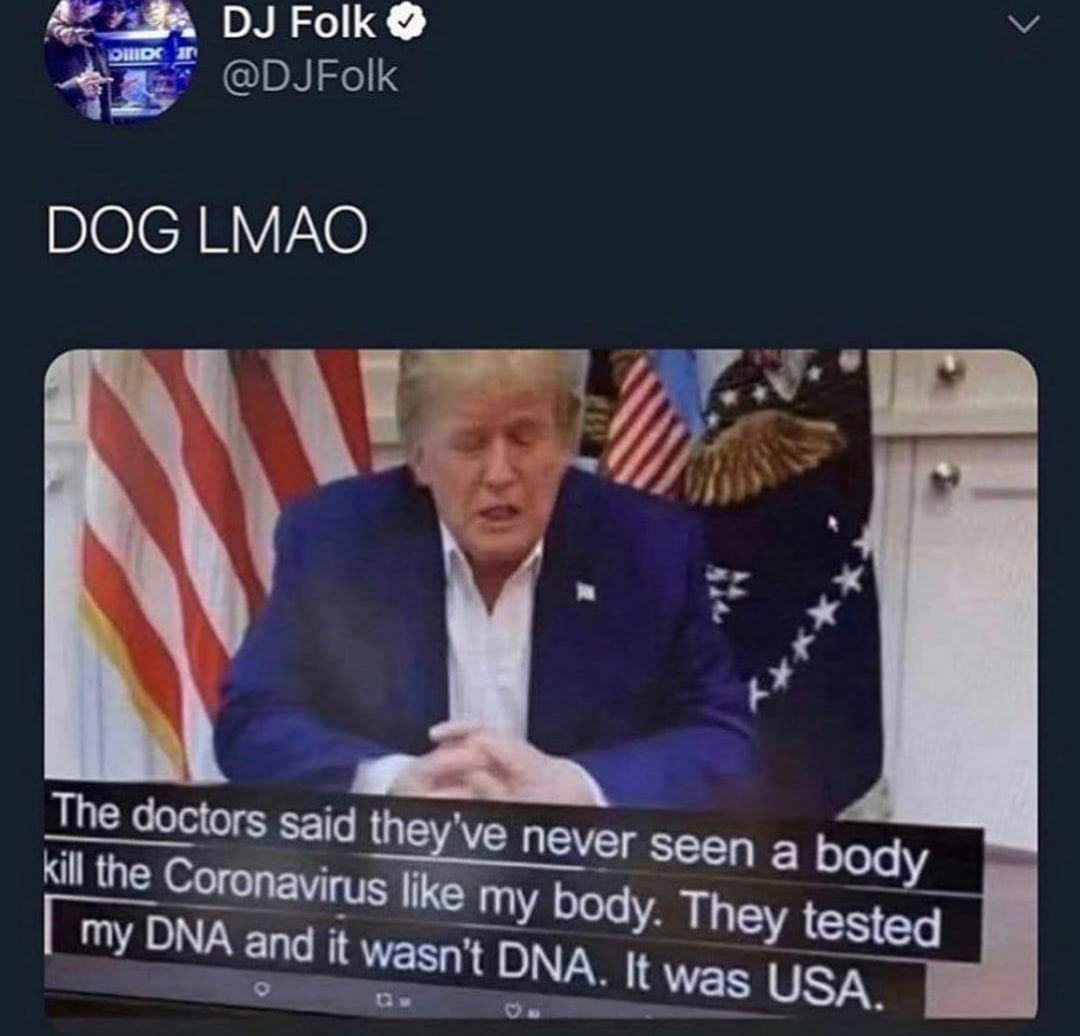 DJ Folk
@DJFolk
DOG LMAO
The doctors said they've never seen a body
kill the Coronavirus like my body. They tested
my DNA and it wasn't DNA. It was USA.